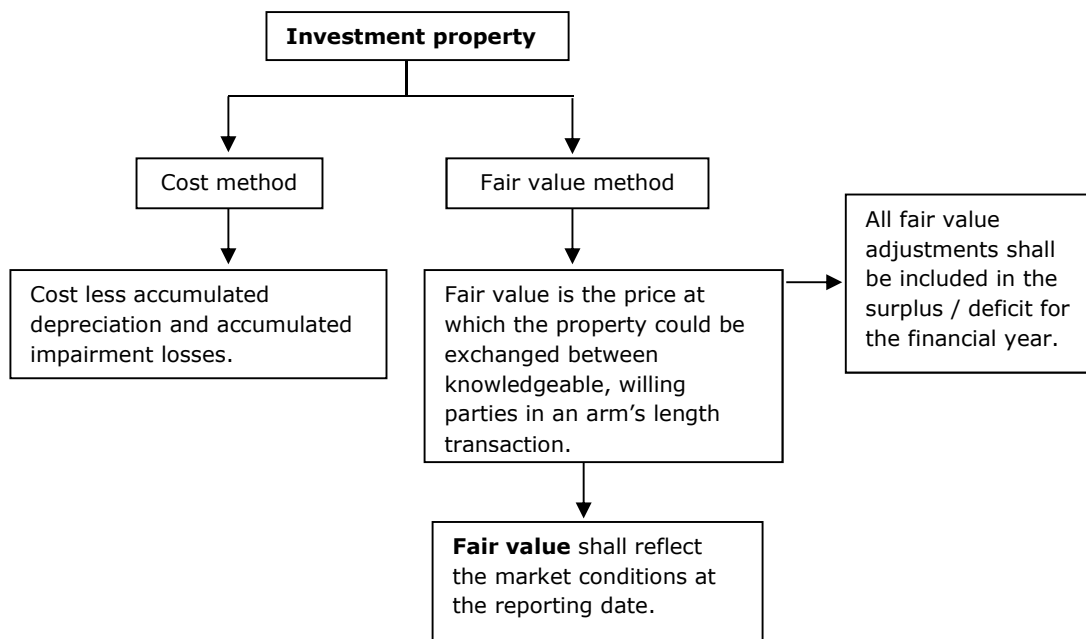 Investment property
Cost method
Fair value method
Cost less accumulated
depreciation and accumulated
impairment losses.
Fair value is the price at
which the property could be
exchanged between
knowledgeable, willing
parties in an arm’s length
transaction.
All fair value
adjustments shall
be included in the
surplus / deficit for
the financial year.
Fair value shall reflect
the market conditions at
the reporting date.